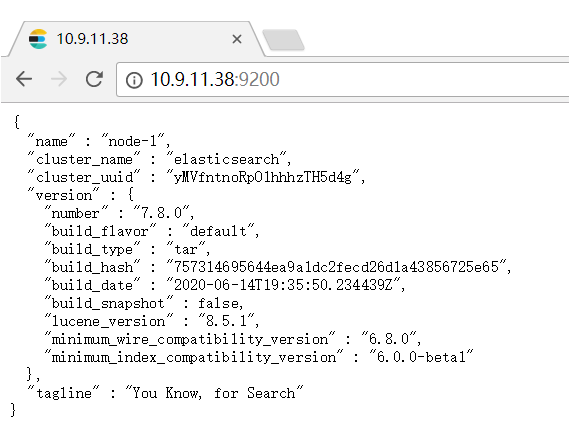 10.9.11.38
10.9.11.38:9200
{
  "name" : "node-1",
  "cluster_name" : "elasticsearch",
  "cluster_uuid" : "yMVfntnoRpO1hhhzTH5d4g",
  "version" : {
    "number" : "7.8.0",
    "build_flavor" : "default",
    "build_type" : "tar",
    "build_hash" : "757314695644ea9a1dc2fecd26d1a43856725e65",
    "build_date" : "2020-06-14T19:35:50.234439Z",
    "build_snapshot" : false,
    "lucene_version" : "8.5.1",
    "minimum_wire_compatibility_version" : "6.8.0",
    "minimum_index_compatibility_version" : "6.0.0-beta1"
  },
  "tagline" : "You Know, for Search"
}